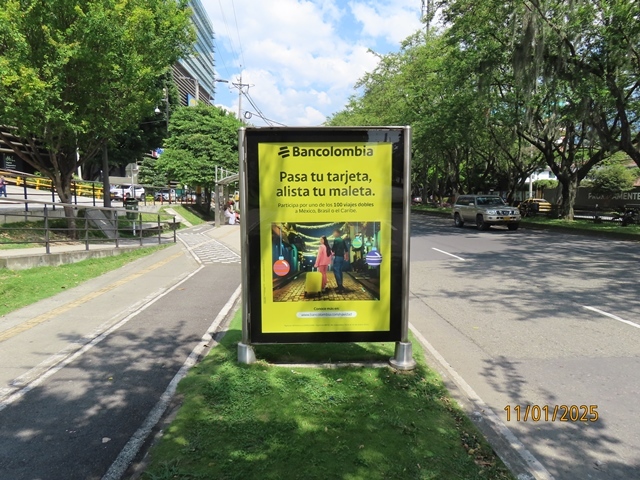 Bancolombia
Pasa tu tarjeta,
alista tu maleta.
Participa por uno de los 100 viajes dobles
a México, Brasil o el Caribe.
11/01/2025